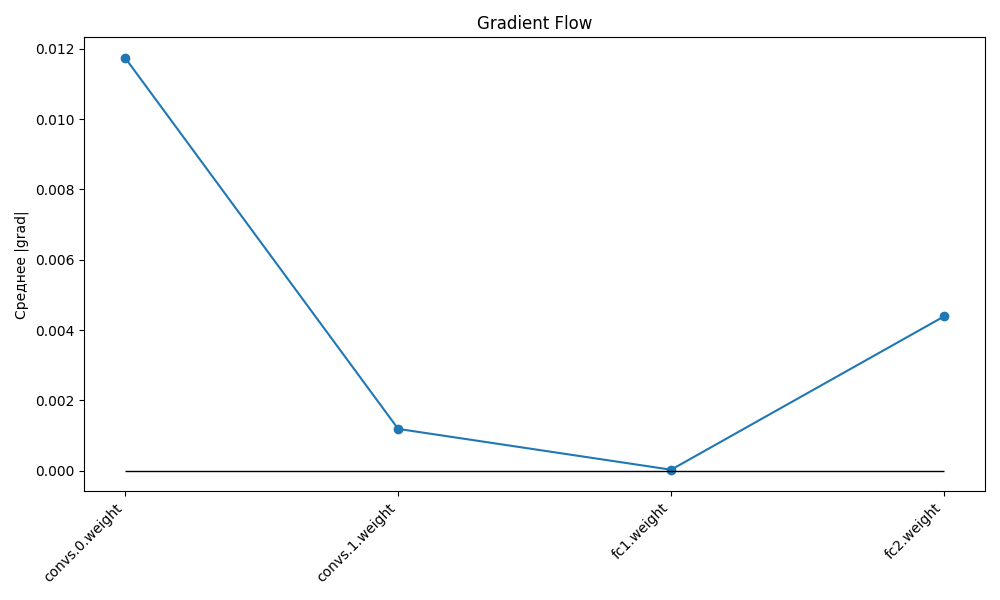 Gradient Flow
Среднее |grad|
0.012
0.010
0.008
0.006
0.004
0.002
0.000
convs.0.weight
convs.1.weight
fc1.weight
fc2.weight